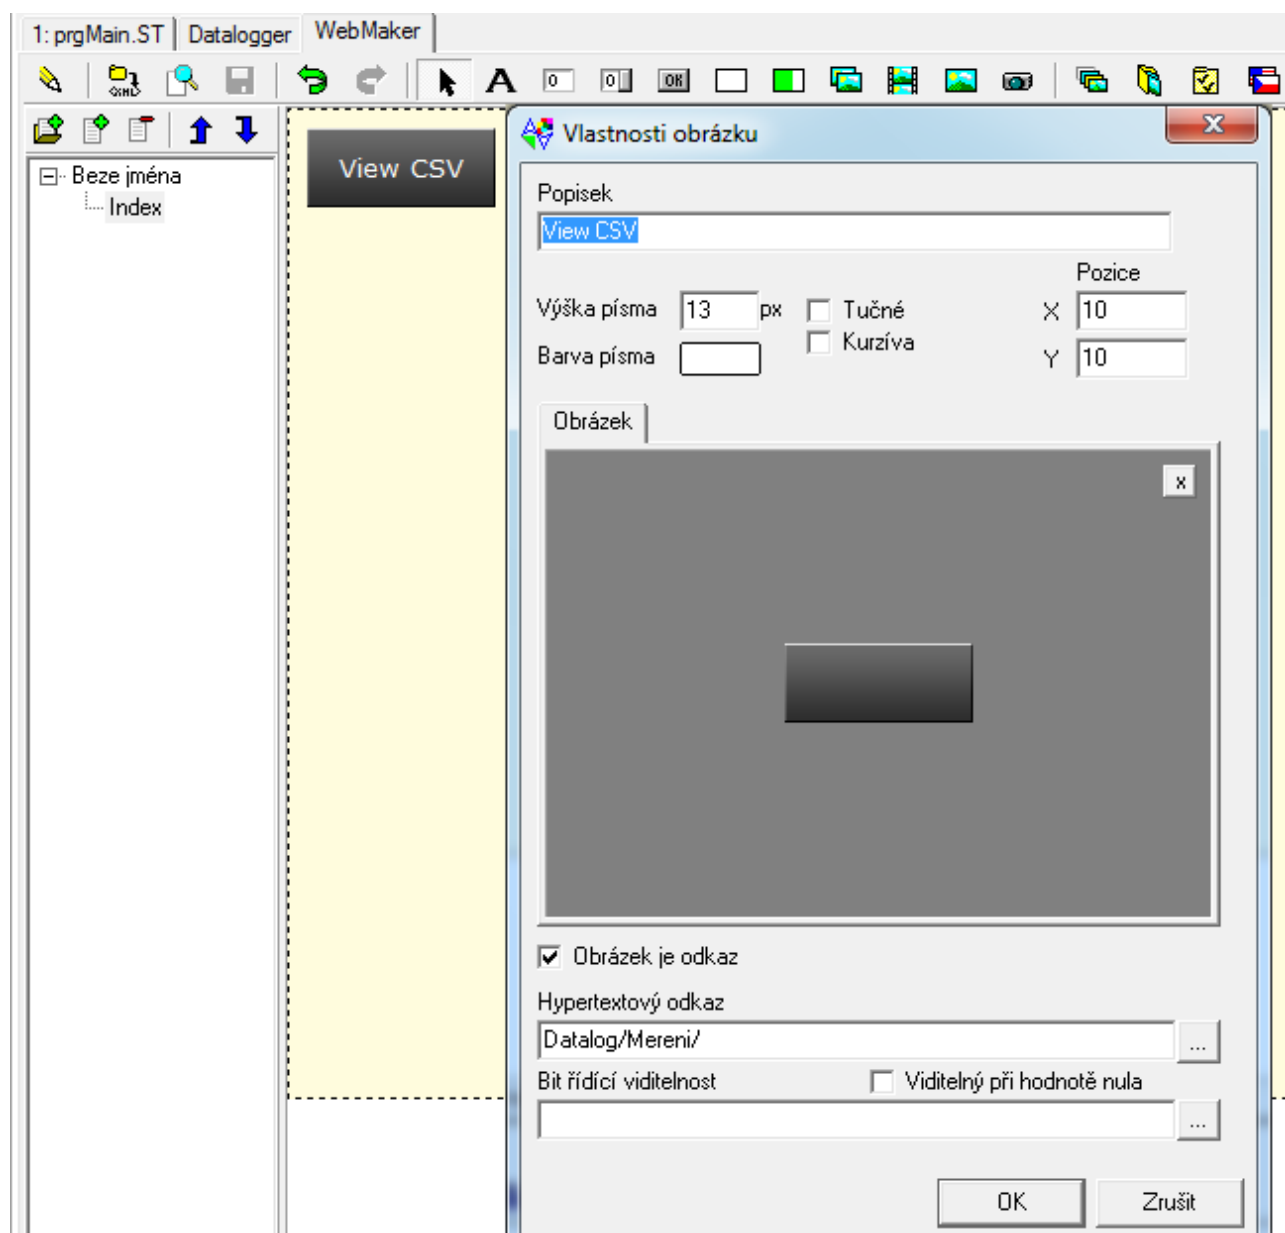 1: prgMain.ST Datalogger WebMaker
View CSV
Beze jména
Index
Vlastnosti obrázku
Popisek
View CSV
Pozice
Výška písma 13 px Tučné X 10
Kurzíva
Barva písma Y 10
Obrázek
x
Obrázek je odkaz
Hypertextový odkaz
Datalog/Mereni/ ...
Bit řídící viditelnost Viditelný při hodnotě nula
...
OK Zrušit